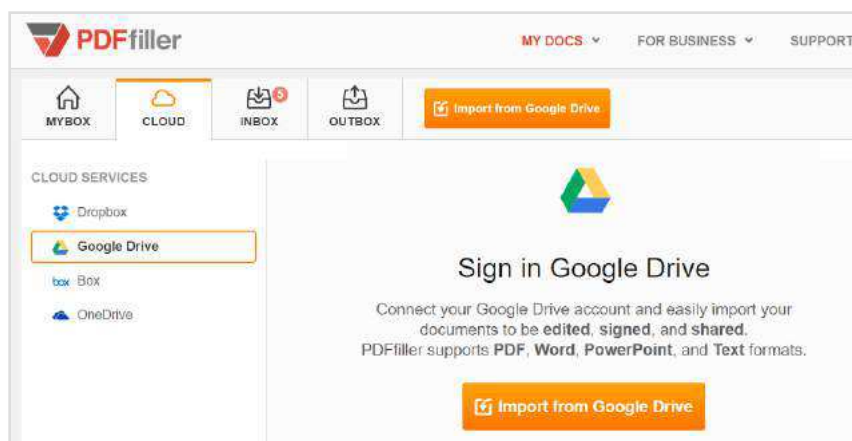 PDFfiller
MY DOCS FOR BUSINESS SUPPORT
MYBOX CLOUD INBOX 5 OUTBOX Import from Google Drive
CLOUD SERVICES
Dropbox
Google Drive
box Box
OneDrive
Sign in Google Drive
Connect your Google Drive account and easily import your
documents to be edited, signed, and shared.
PDFfiller supports PDF, Word, PowerPoint, and Text formats.
Import from Google Drive